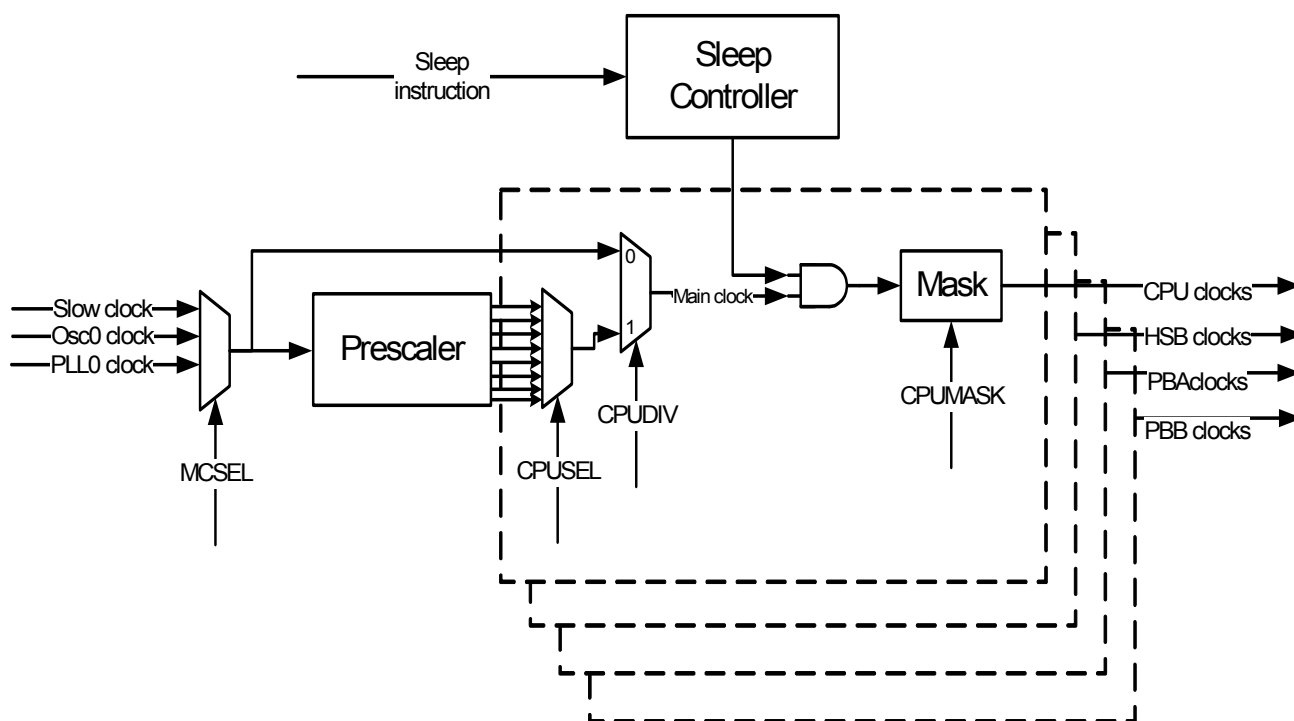 Sleep
instruction
Sleep
Controller
0
Slow clock
Osc0 clock
PLL0 clock
Prescaler
1
Main clock
Mask
CPU clocks
HSB clocks
PBAclocks
PBB clocks
MCSEL
CPUSEL
CPUDIV
CPUMASK